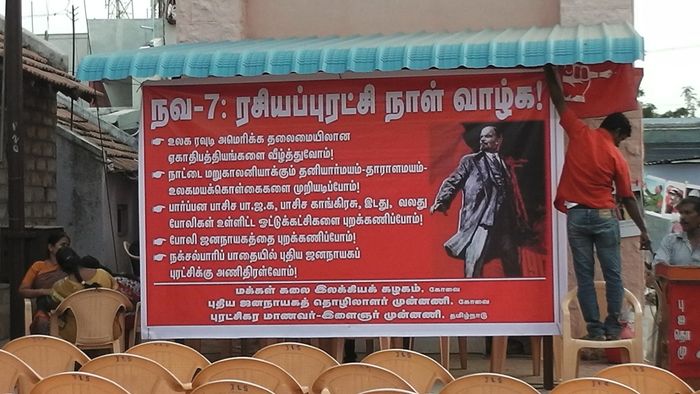 நவ-7: ரசியப்புரட்சி நாள் வாழ்க!
உலக ரவுடி அமெரிக்க தலைமையிலான
ஏகாதிபத்தியங்களை வீழ்த்துவோம்!
நாட்டை மறுகாலனியாக்கும் தனியார்மயம்-தாராளமயம்-
உலகமயக்கொள்கைகளை முறியடிப்போம்!
பார்ப்பன பாசிச பா.ஜ.க, பாசிச காங்கிரசு, இடது, வலது
போலிகள் உள்ளிட்ட ஓட்டுக்கட்சிகளை புறக்கணிப்போம்!
போலி ஜனநாயகத்தை புறக்கணிப்போம்!
நக்சல்பாரிப் பாதையில் புதிய ஜனநாயகப்
புரட்சிக்கு அணிதிரள்வோம்!
மக்கள் கலை இலக்கியக் கழகம், கோவை
புதிய ஜனநாயகத் தொழிலாளர் முன்னணி, கோவை
புரட்சிகர மாணவர்-இளைஞர் முன்னணி, தமிழ்நாடு